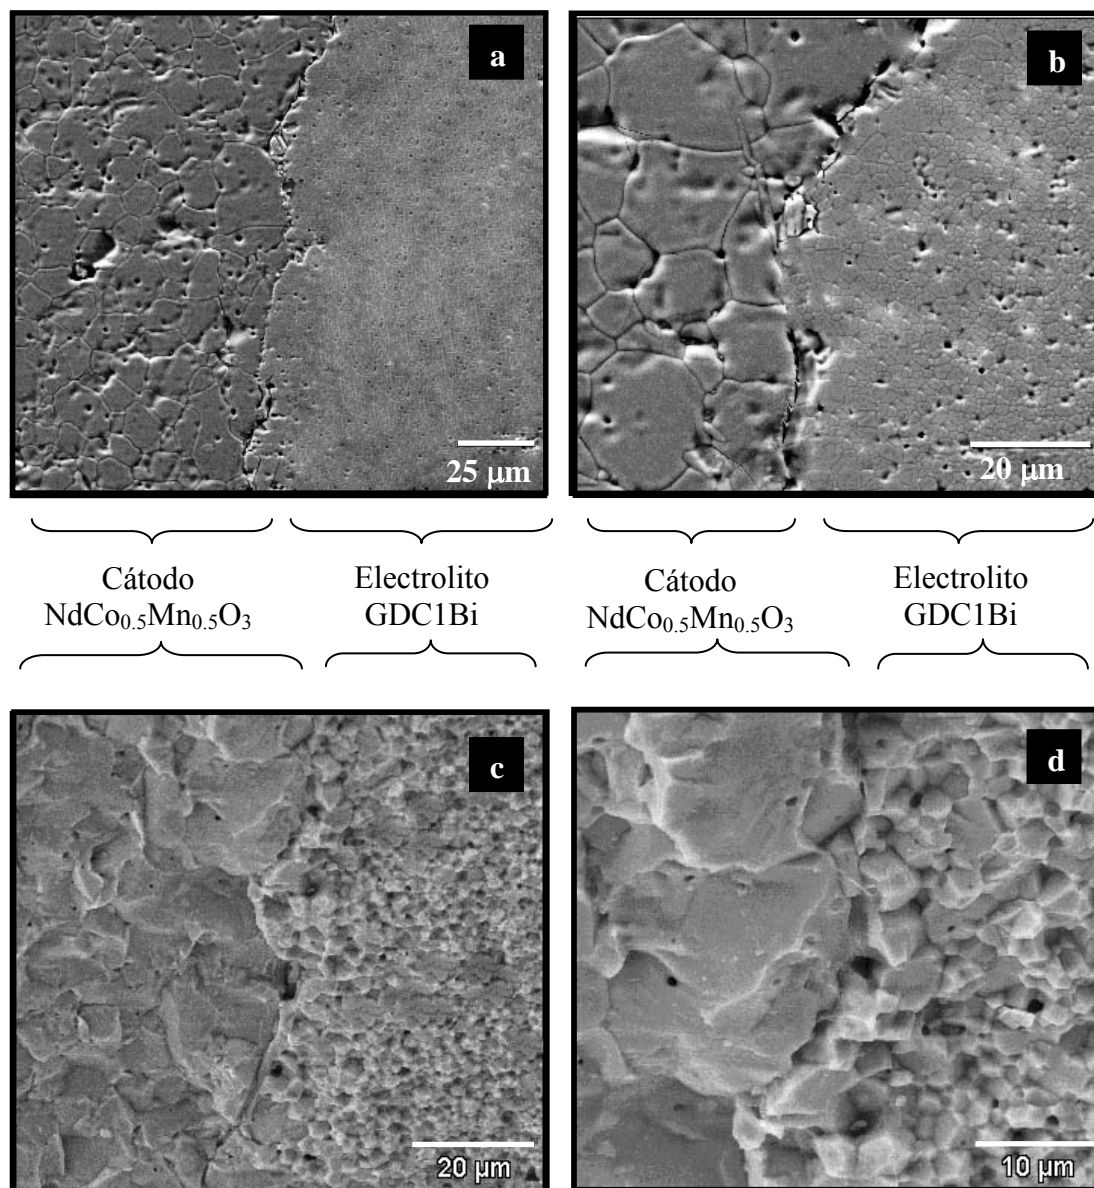 a
b
25 µm
20 µm
Cátodo
NdCo₀.₅Mn₀.₅O₃
Electrolito
GDC1Bi
Cátodo
NdCo₀.₅Mn₀.₅O₃
Electrolito
GDC1Bi
c
d
20 µm
10 µm